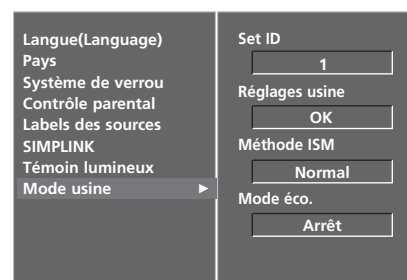 Langue(Language)
Pays
Système de verrou
Contrôle parental
Labels des sources
SIMPLINK
Témoin lumineux
Mode usine ►
Set ID
1
Réglages usine
OK
Méthode ISM
Normal
Mode éco.
Arrêt